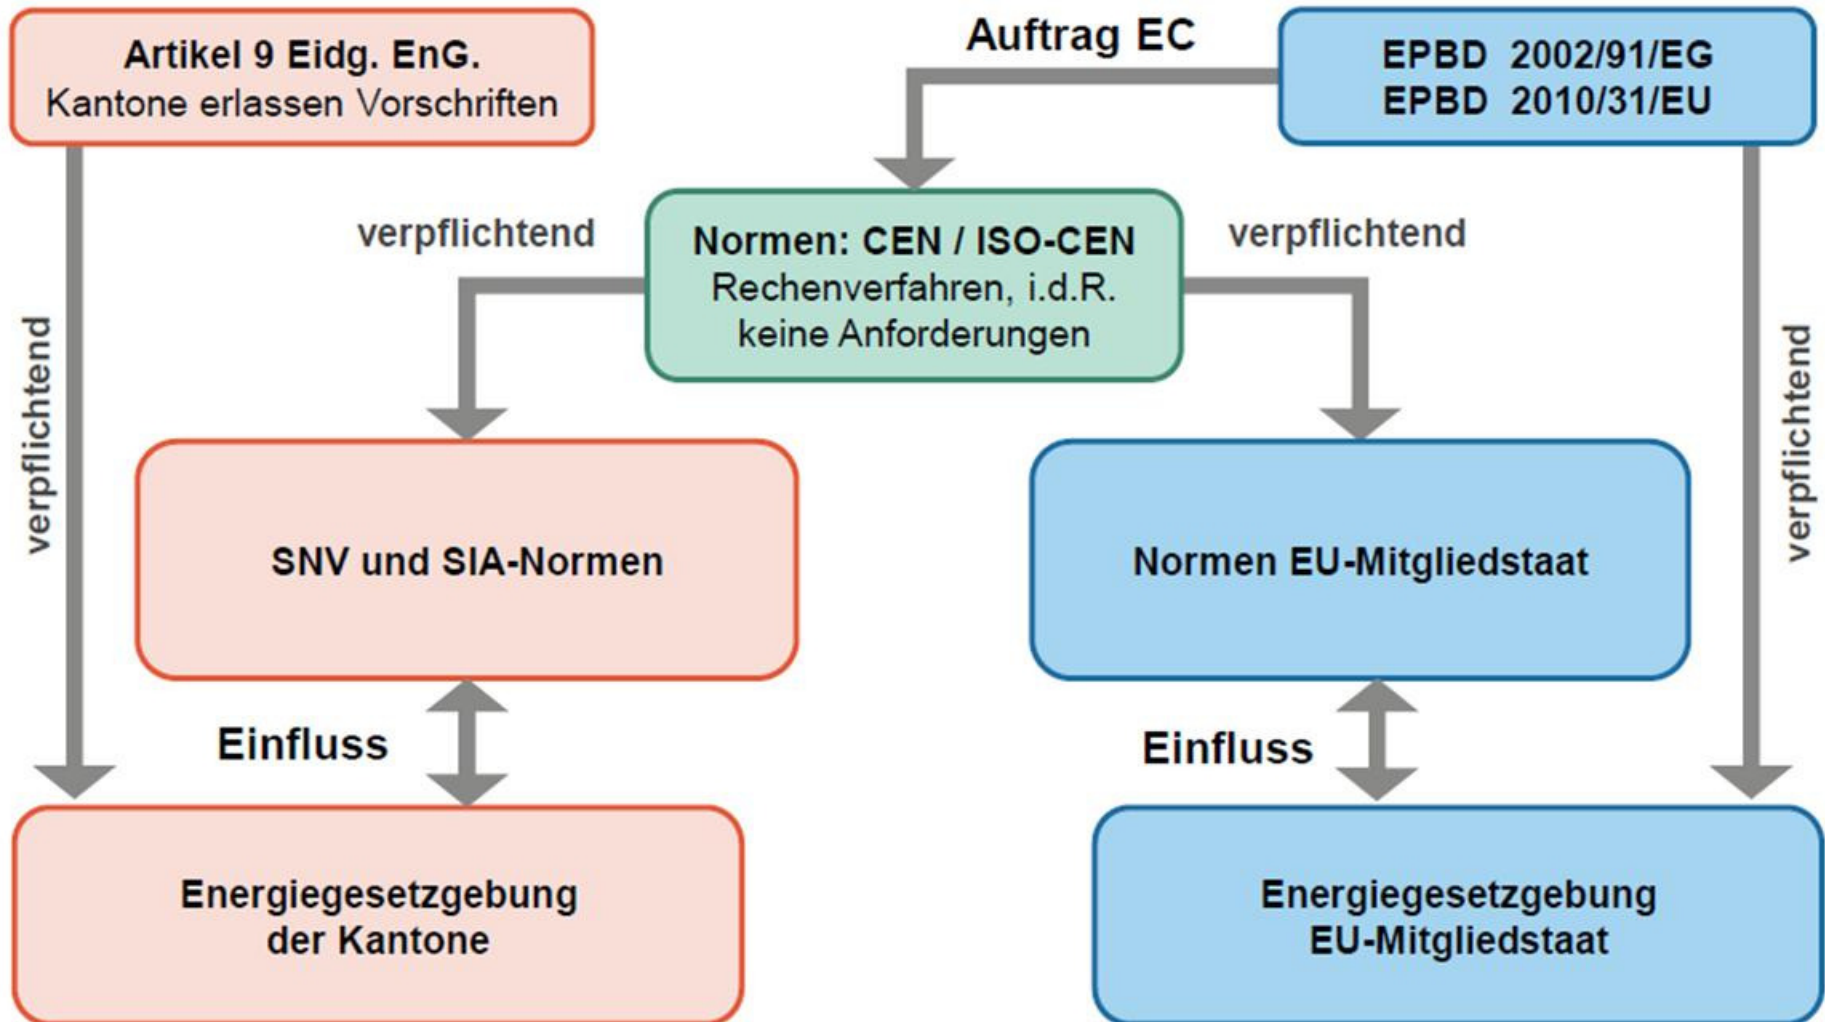 Artikel 9 Eidg. EnG.
Kantone erlassen Vorschriften
Auftrag EC
EPBD 2002/91/EG
EPBD 2010/31/EU
verpflichtend
Normen: CEN / ISO-CEN
Rechenverfahren, i.d.R.
keine Anforderungen
verpflichtend
verpflichtend
verpflichtend
SNV und SIA-Normen
Normen EU-Mitgliedstaat
Einfluss
Einfluss
Energiegesetzgebung
der Kantone
Energiegesetzgebung
EU-Mitgliedstaat